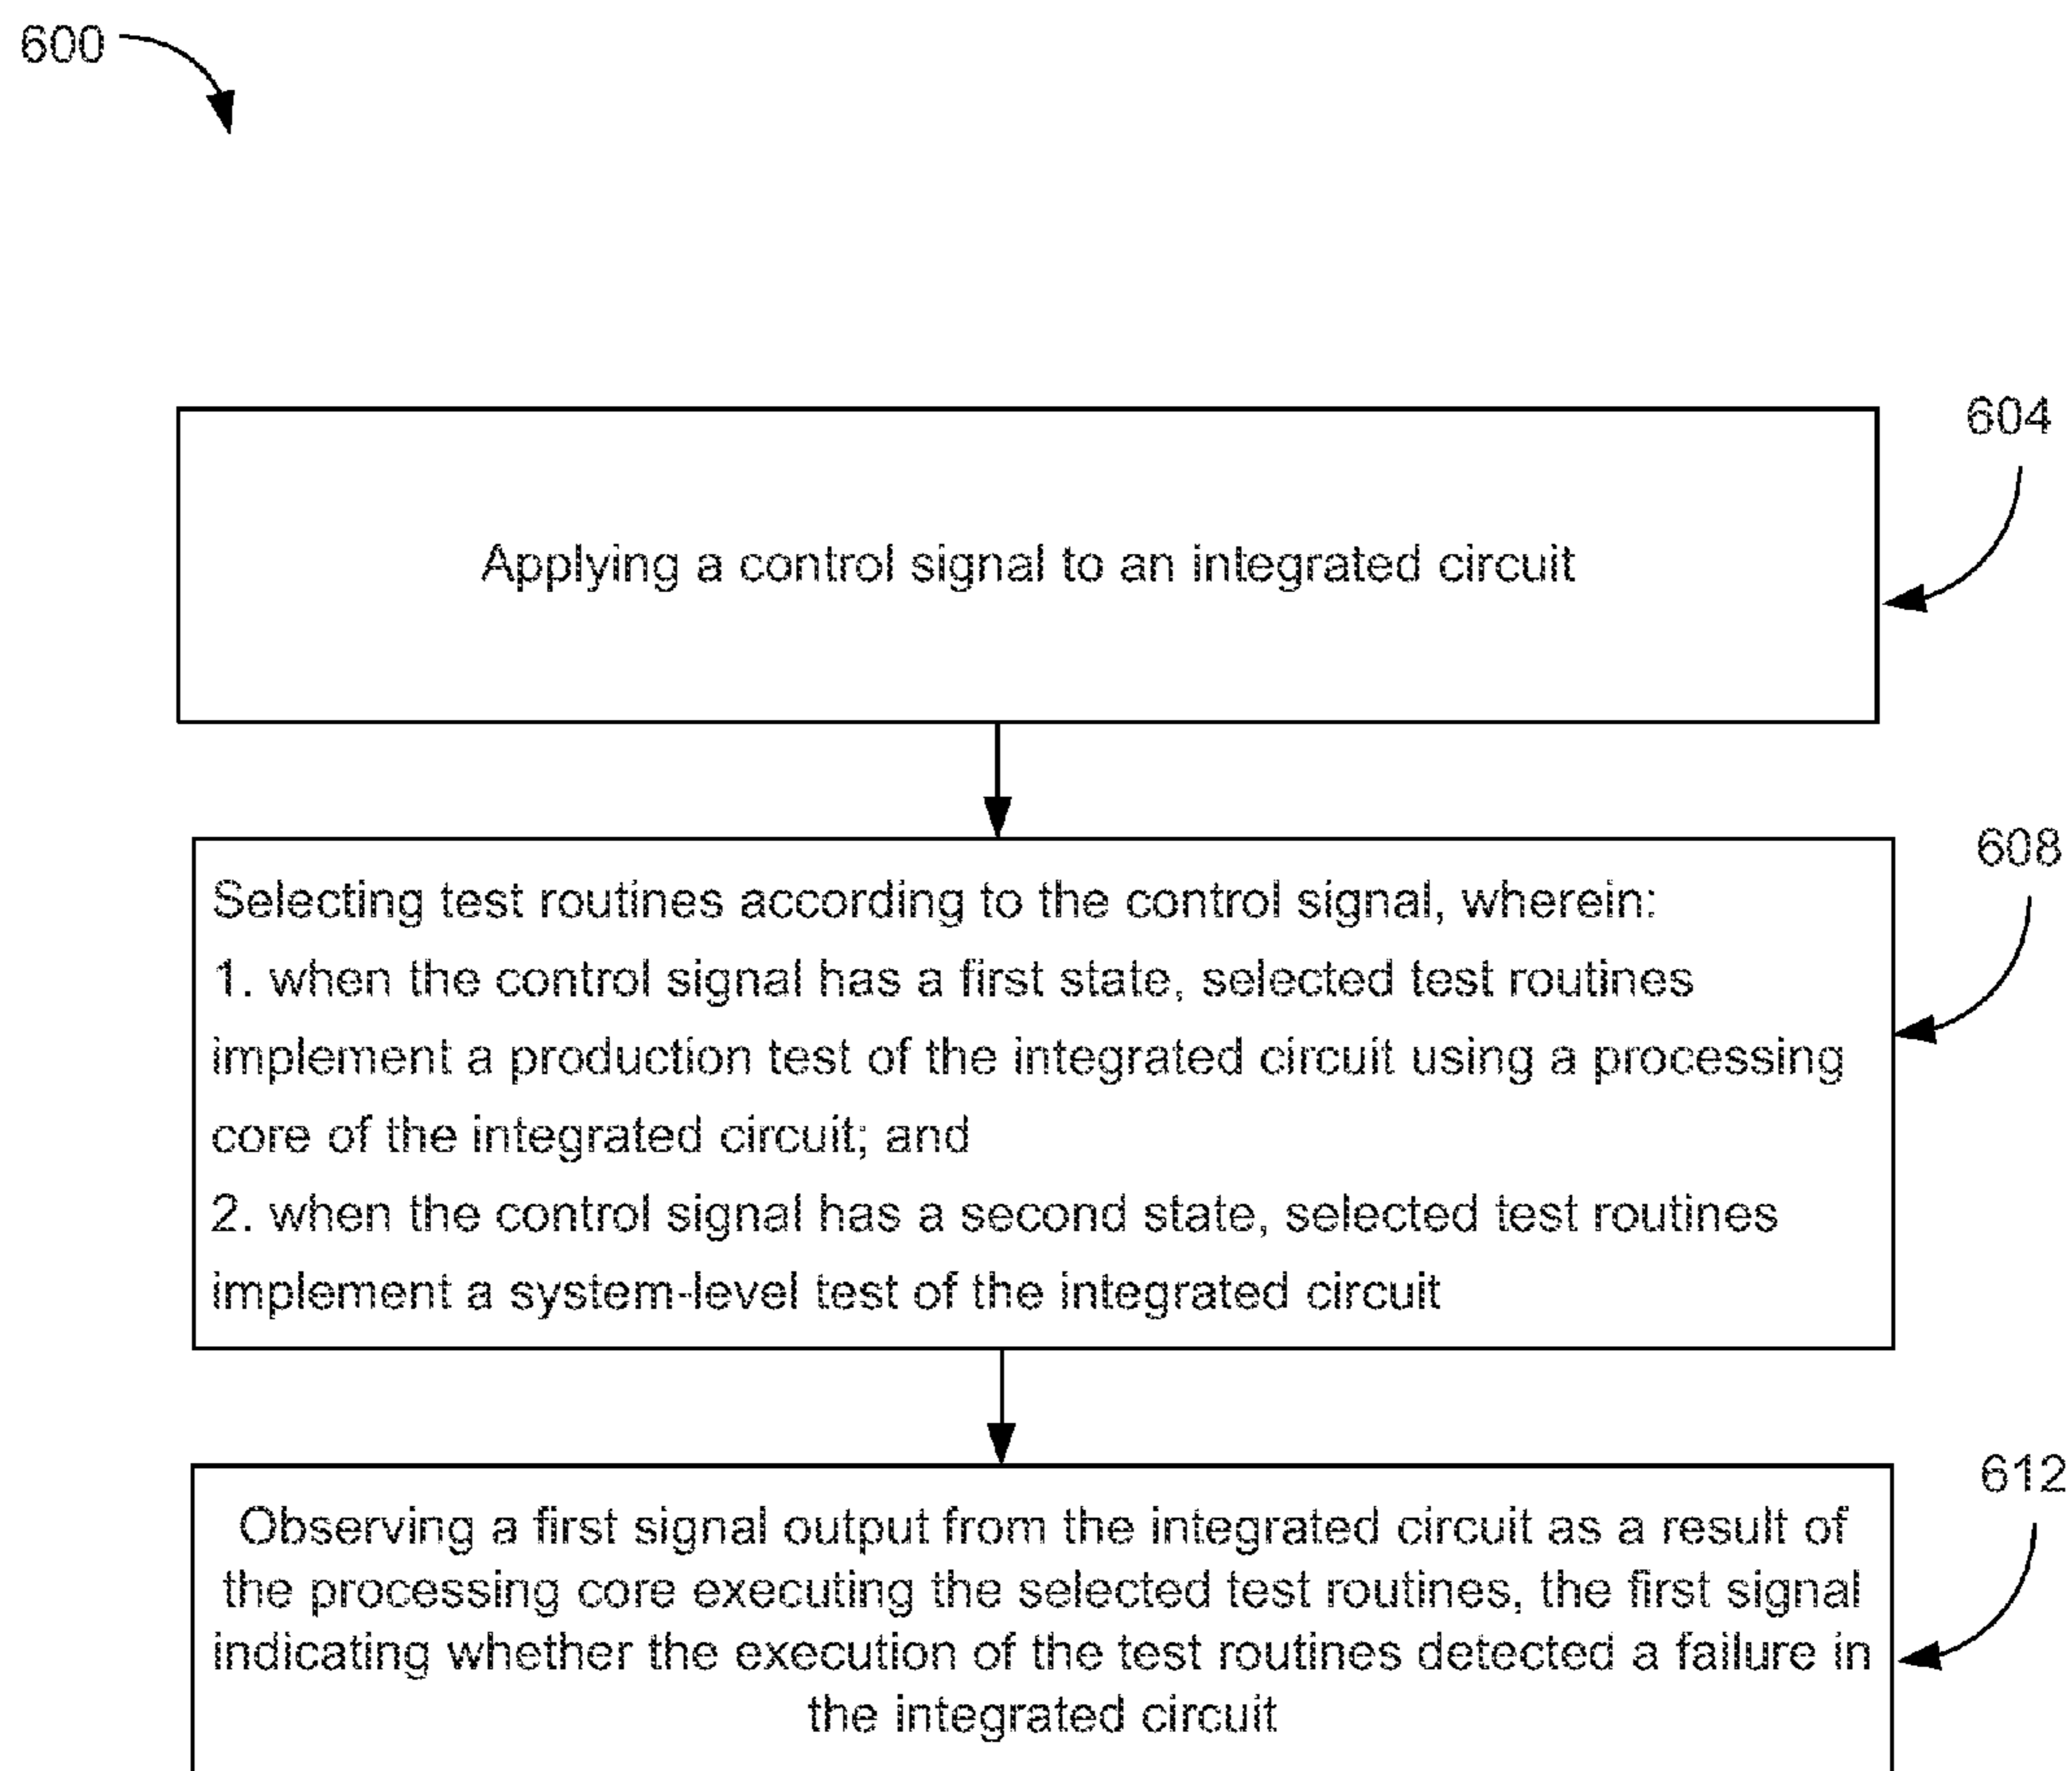 600
604
Applying a control signal to an integrated circuit
608
Selecting test routines according to the control signal, wherein:
1. when the control signal has a first state, selected test routines
implement a production test of the integrated circuit using a processing
core of the integrated circuit; and
2. when the control signal has a second state, selected test routines
implement a system-level test of the integrated circuit
612
Observing a first signal output from the integrated circuit as a result of
the processing core executing the selected test routines, the first signal
indicating whether the execution of the test routines detected a failure in
the integrated circuit